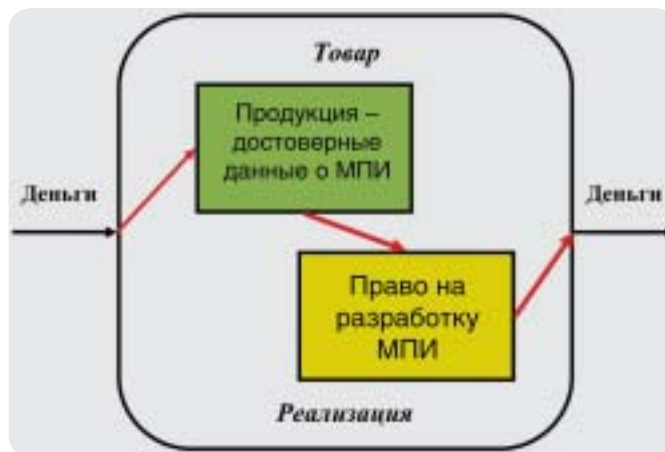 Товар
Продукция –
достоверные
данные о МПИ
Деньги
Деньги
Право на
разработку
МПИ
Реализация